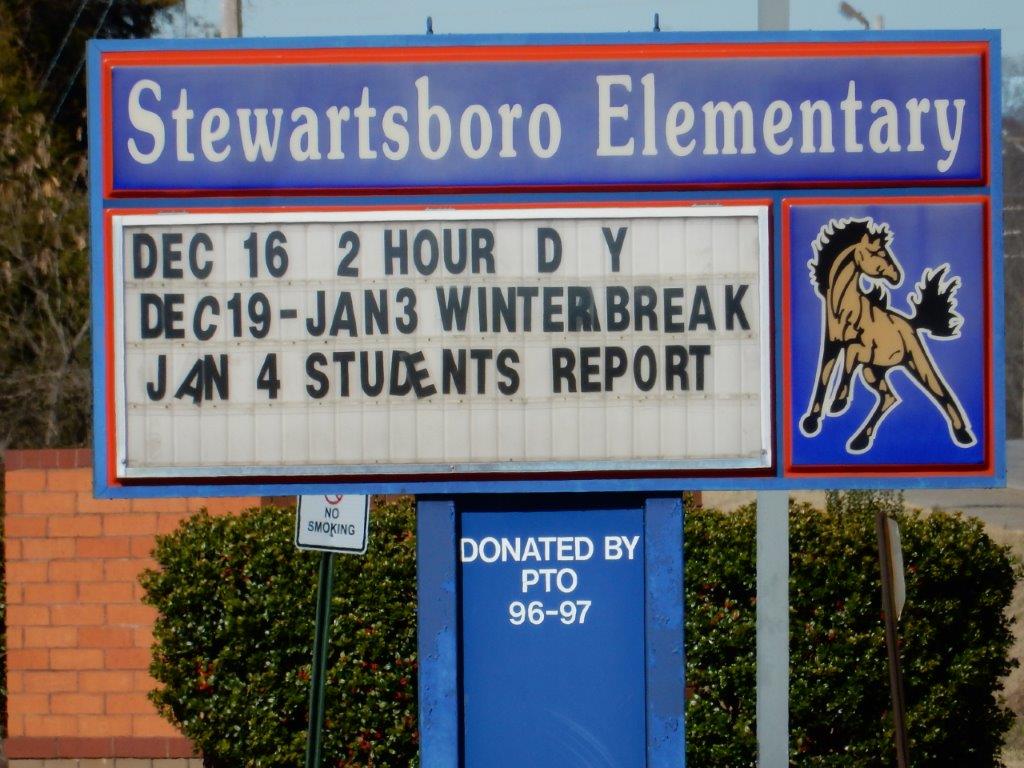 Stewartsboro Elementary
DEC 16 2 HOUR D Y
DEC19-JAN3 WINTERBREAK
JAN 4 STUDENTS REPORT
NO
SMOKING
DONATED BY
PTO
96-97